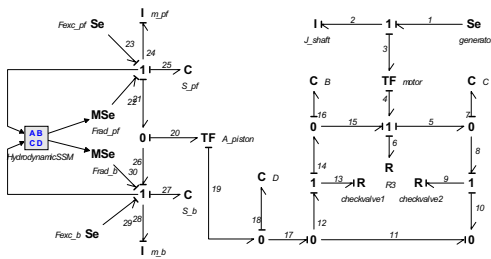 I m_pf
Fexc_pf Se
23
24
1 25 C
S_pf
22
21
MSe
Frad_pf
AB
CD
HydrodynamicSSM
0 20 TF A_piston
MSe
Frad_b
26
30
1 27 C
S_b
29 28
Fexc_b Se
I m_b
19
C D
18
0 17 0 11 0
12
10
I 2 1 1 Se
J_shaft generato
3
TF motor
C B
C C
4
16
8
0 15 1 5 0
14
6
7
1 13 R
checkvalve1
R
R3
R 9 1
checkvalve2